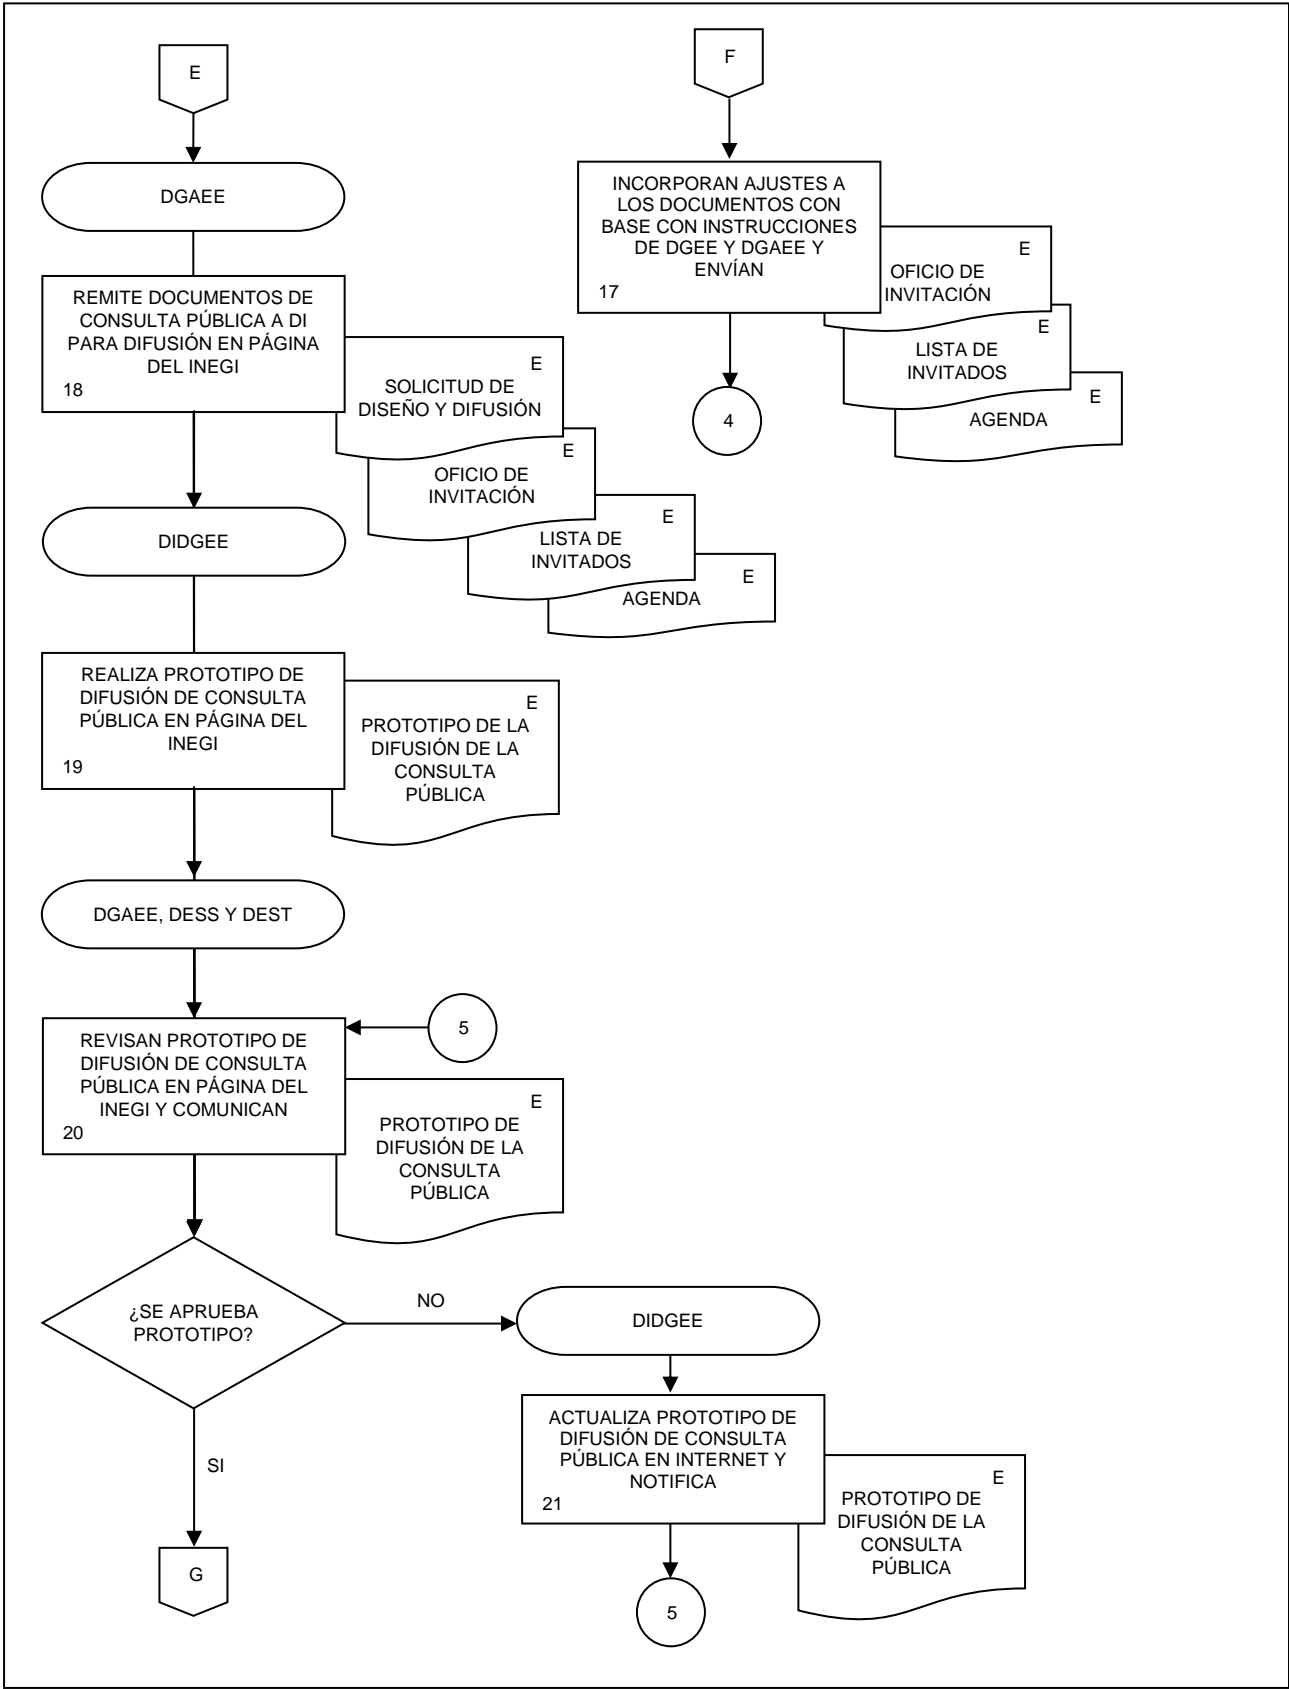 E
DGAEE
REMITE DOCUMENTOS DE
CONSULTA PÚBLICA A DI
PARA DIFUSIÓN EN PÁGINA
DEL INEGI
18
E
SOLICITUD DE
DISEÑO Y DIFUSIÓN
E
OFICIO DE
INVITACIÓN
E
LISTA DE
INVITADOS
E
AGENDA
F
INCORPORAN AJUSTES A
LOS DOCUMENTOS CON
BASE CON INSTRUCCIONES
DE DGEE Y DGAEE Y
ENVÍAN
17
E
OFICIO DE
INVITACIÓN
E
LISTA DE
INVITADOS
E
AGENDA
4
DIDGEE
REALIZA PROTOTIPO DE
DIFUSIÓN DE CONSULTA
PÚBLICA EN PÁGINA DEL
INEGI
19
E
PROTOTIPO DE LA
DIFUSIÓN DE LA
CONSULTA
PÚBLICA
DGAEE, DESS Y DEST
5
REVISAN PROTOTIPO DE
DIFUSIÓN DE CONSULTA
PÚBLICA EN PÁGINA DEL
INEGI Y COMUNICAN
20
E
PROTOTIPO DE
DIFUSIÓN DE LA
CONSULTA
PÚBLICA
¿SE APRUEBA
PROTOTIPO?
NO
DIDGEE
ACTUALIZA PROTOTIPO DE
DIFUSIÓN DE CONSULTA
PÚBLICA EN INTERNET Y
NOTIFICA
21
E
PROTOTIPO DE
DIFUSIÓN DE LA
CONSULTA
PÚBLICA
5
SI
G